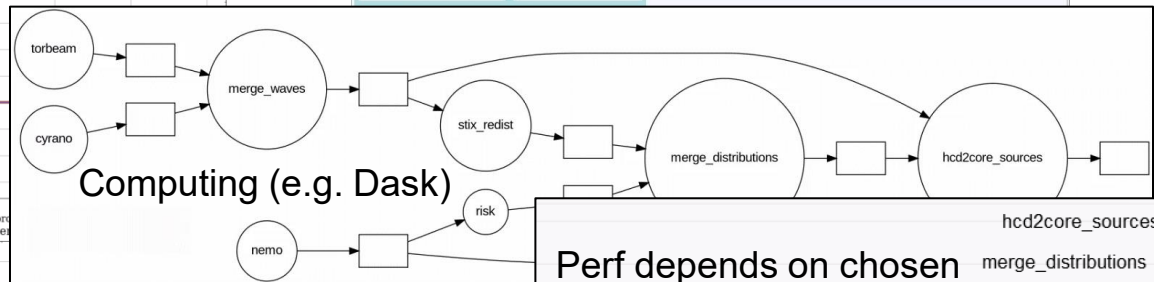 torbeam
merge_waves
cyrano
stix_redist
merge_distributions
hcd2core_sources
Computing (e.g. Dask)
risk
nemo
hcd2core_sources
Perf depends on chosen
merge_distributions